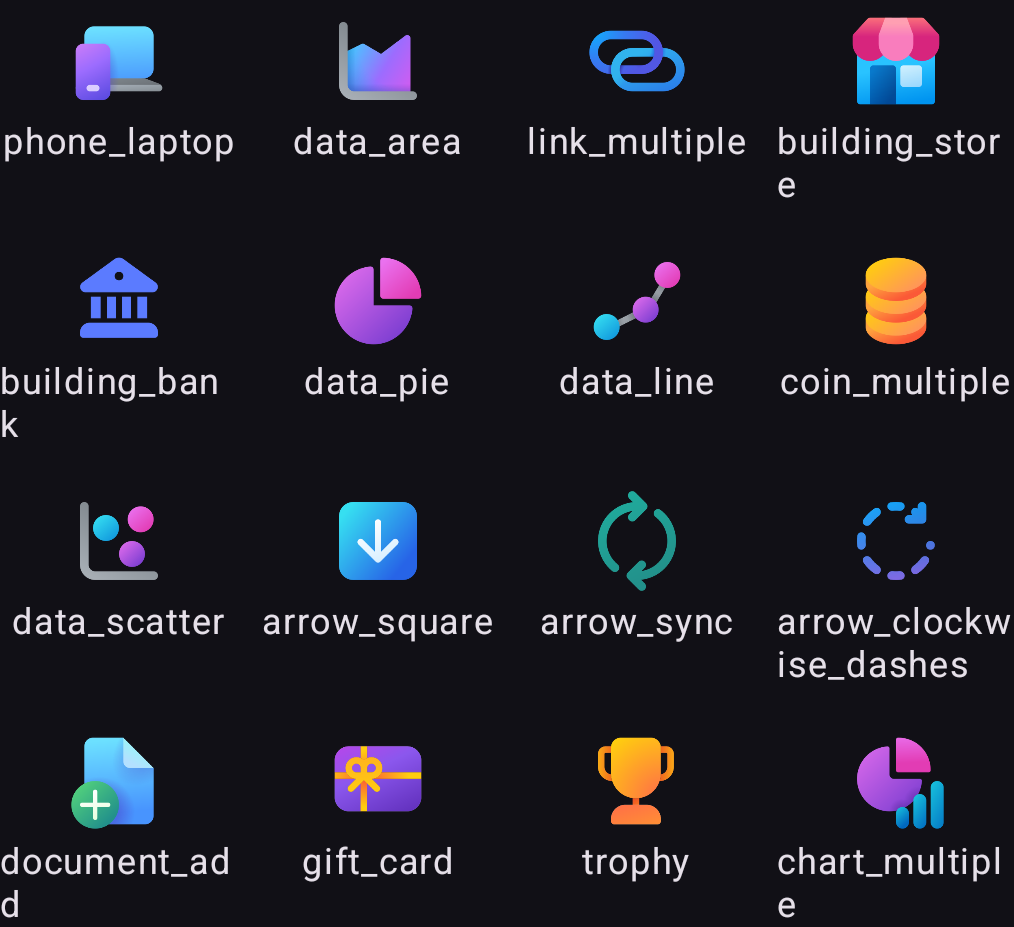 phone_laptop
data_area
link_multiple
building_stor
e
building_ban
k
data_pie
data_line
coin_multiple
data_scatter
arrow_square
arrow_sync
arrow_clockw
ise_dashes
document_ad
d
gift_card
trophy
chart_multipl
e